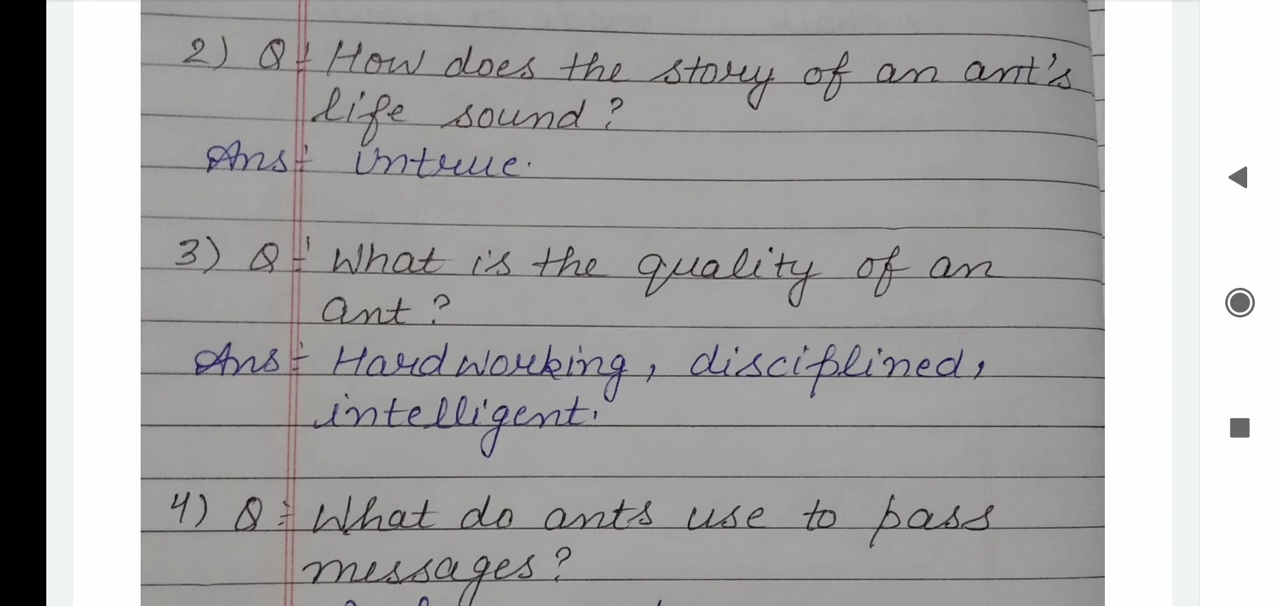 2) Q:- How does the story of an ant's
life sound?
Ans:- Untrue.
3) Q:- What is the quality of an
ant?
Ans:- Hardworking, disciplined,
intelligent.
4) Q:- What do ants use to pass
messages?